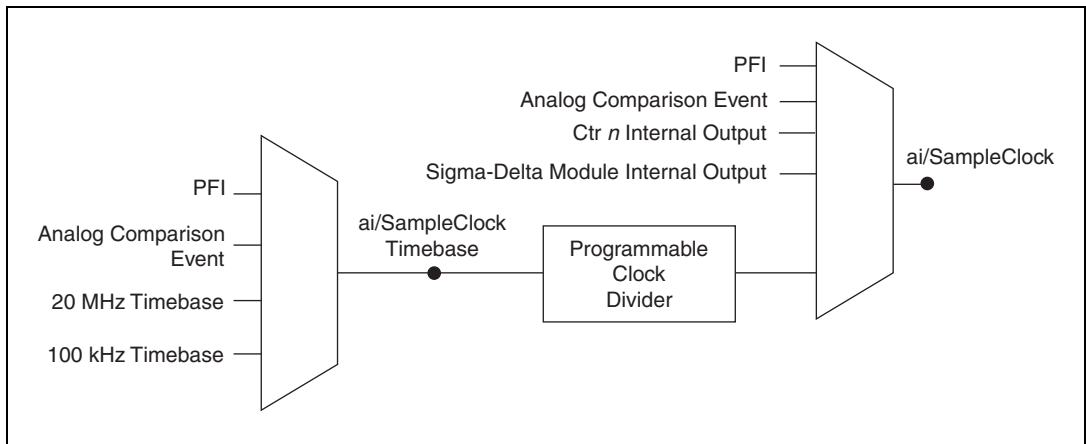 PFI
Analog Comparison Event
Ctr n Internal Output
Sigma-Delta Module Internal Output
ai/SampleClock
PFI
Analog Comparison
Event
20 MHz Timebase
100 kHz Timebase
ai/SampleClock
Timebase
Programmable
Clock
Divider